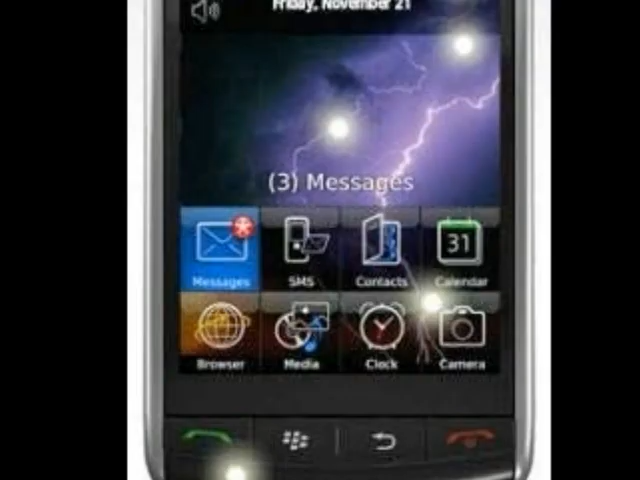 Friday, November 21
(3) Messages
31
Messages SMS Contacts Calendar
Browser Media Clock Camera